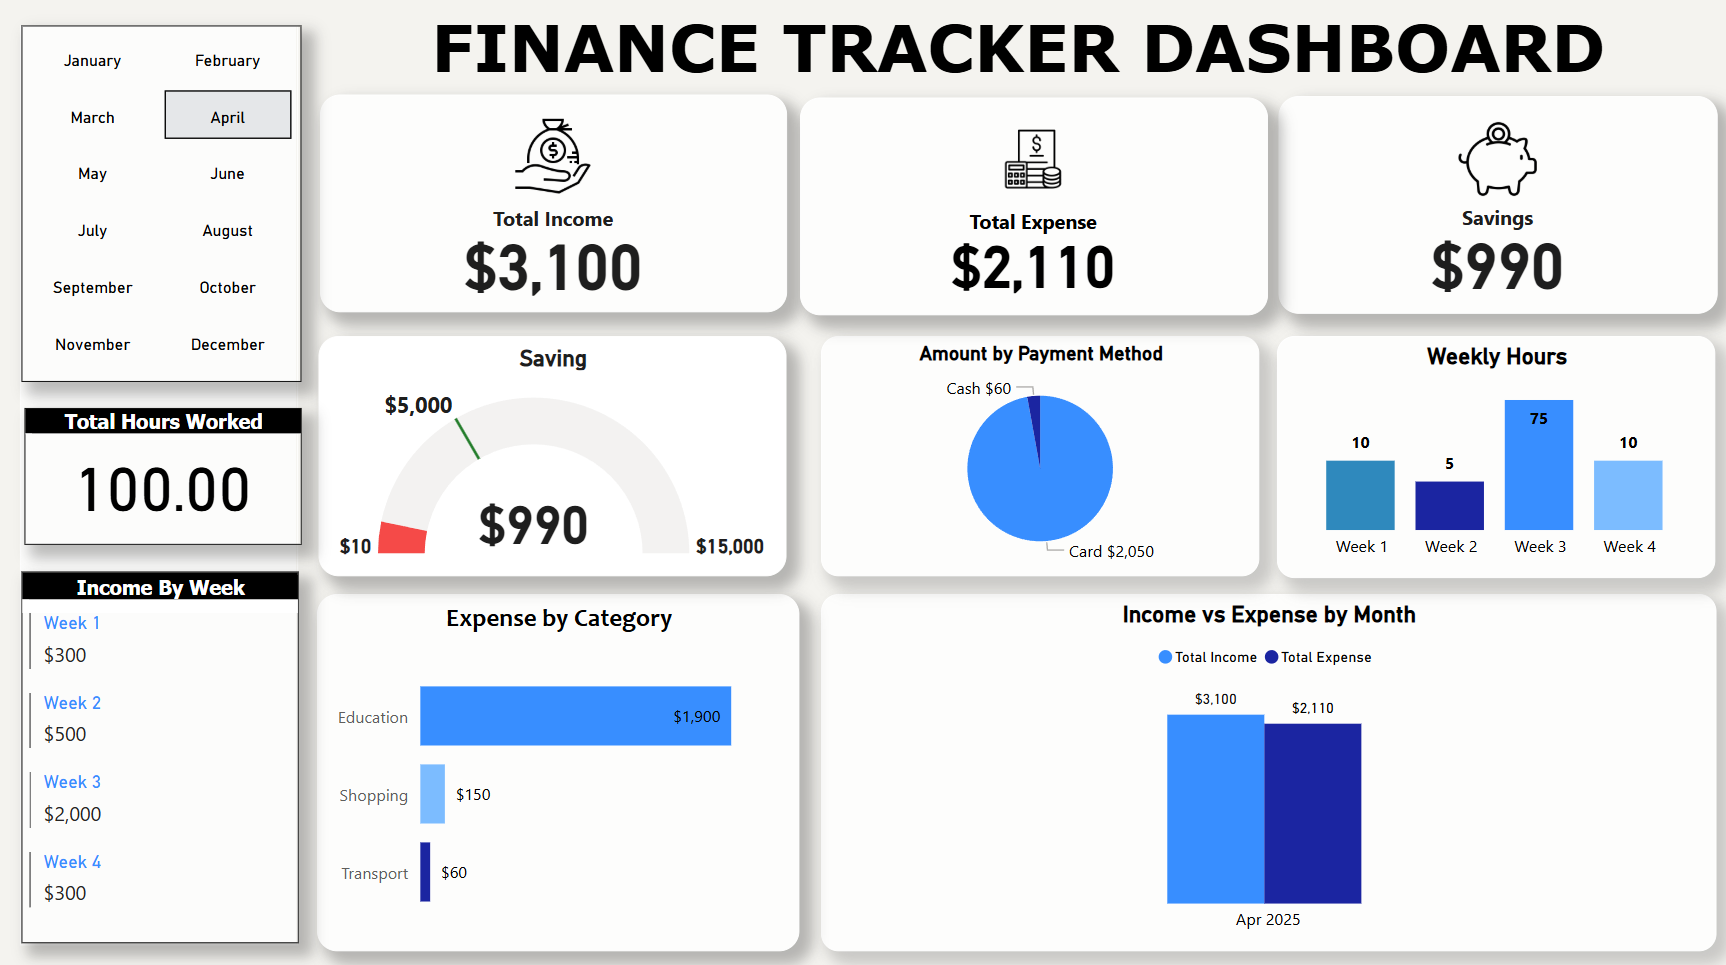 FINANCE TRACKER DASHBOARD
January February
March April
May June
July August
September October
November December
Total Hours Worked
100.00
Income By Week
Week 1
$300
Week 2
$500
Week 3
$2,000
Week 4
$300
$
Total Income
$3,100
$
Total Expense
$2,110
Savings
$990
Saving
$5,000
$990
$10 $15,000
Amount by Payment Method
Cash $60
Card $2,050
Weekly Hours
10 5 75 10
Week 1 Week 2 Week 3 Week 4
Expense by Category
Education $1,900
Shopping $150
Transport $60
Income vs Expense by Month
Total Income Total Expense
$3,100 $2,110
Apr 2025